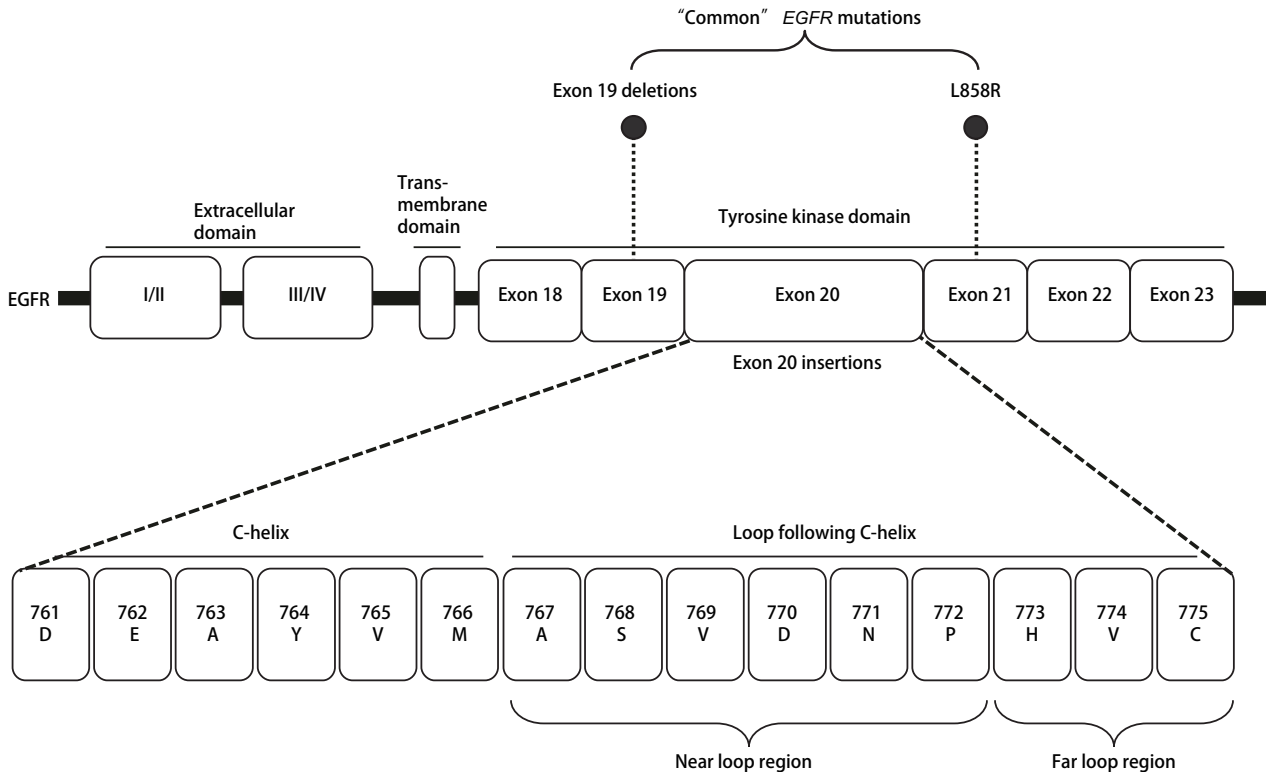 “Common” EGFR mutations
Exon 19 deletions
L858R
Extracellular
domain
Trans-
membrane
domain
Tyrosine kinase domain
EGFR
I/II
III/IV
Exon 18
Exon 19
Exon 20
Exon 21
Exon 22
Exon 23
Exon 20 insertions
C-helix
Loop following C-helix
761
D
762
E
763
A
764
Y
765
V
766
M
767
A
768
S
769
V
770
D
771
N
772
P
773
H
774
V
775
C
Near loop region
Far loop region